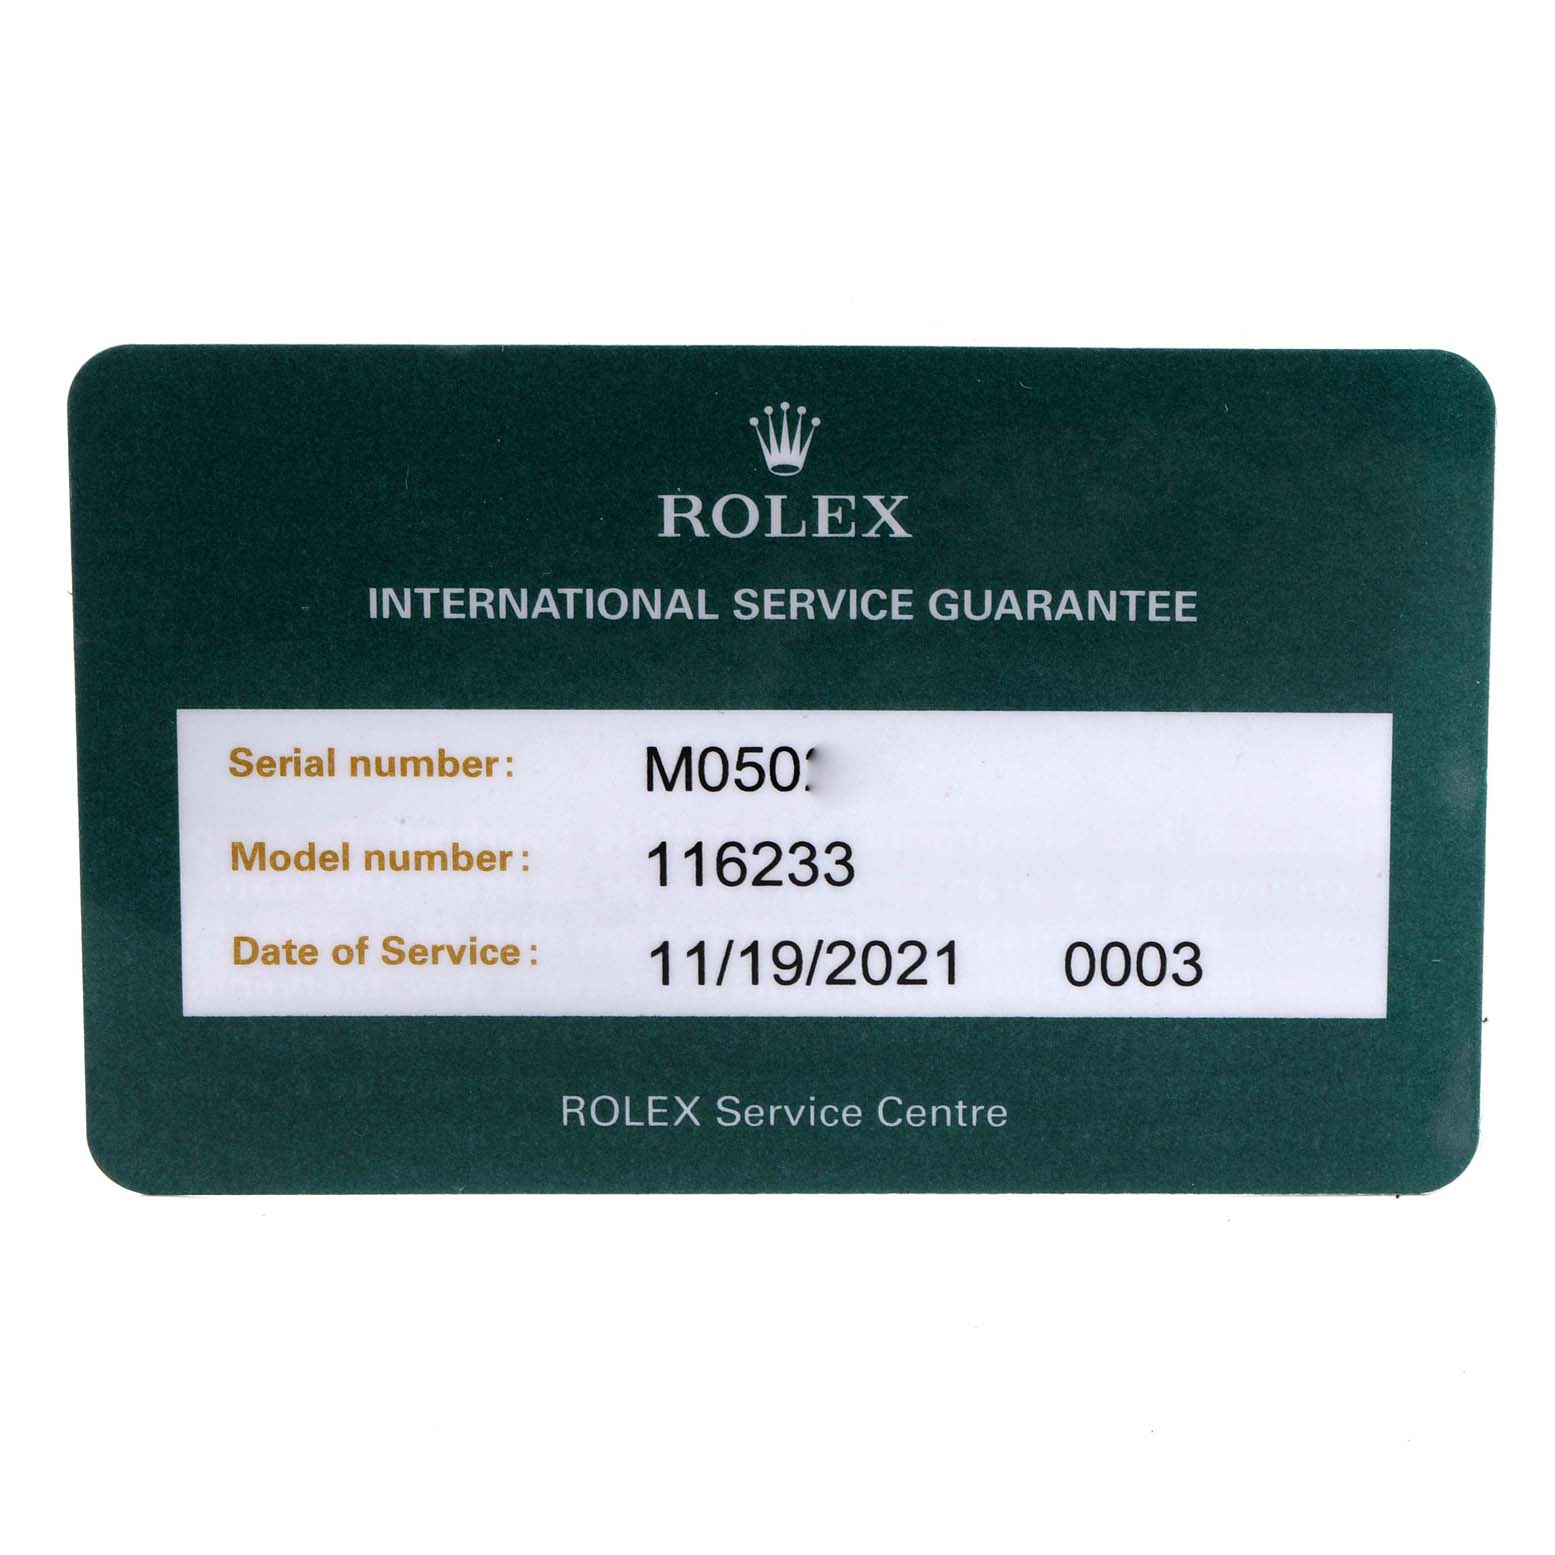 ROLEX
INTERNATIONAL SERVICE GUARANTEE
Serial number: M050
Model number: 116233
Date of Service: 11/19/2021 0003
ROLEX Service Centre